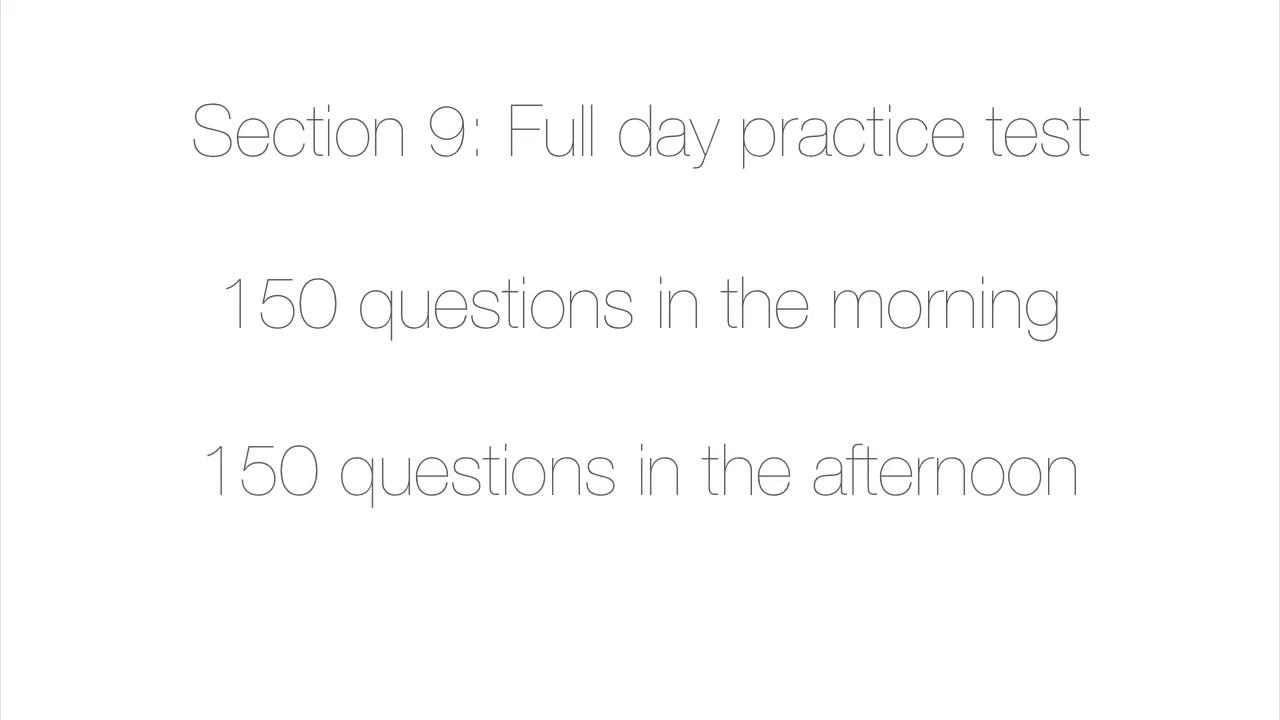 Section 9: Full day practice test
150 questions in the morning
150 questions in the afternoon